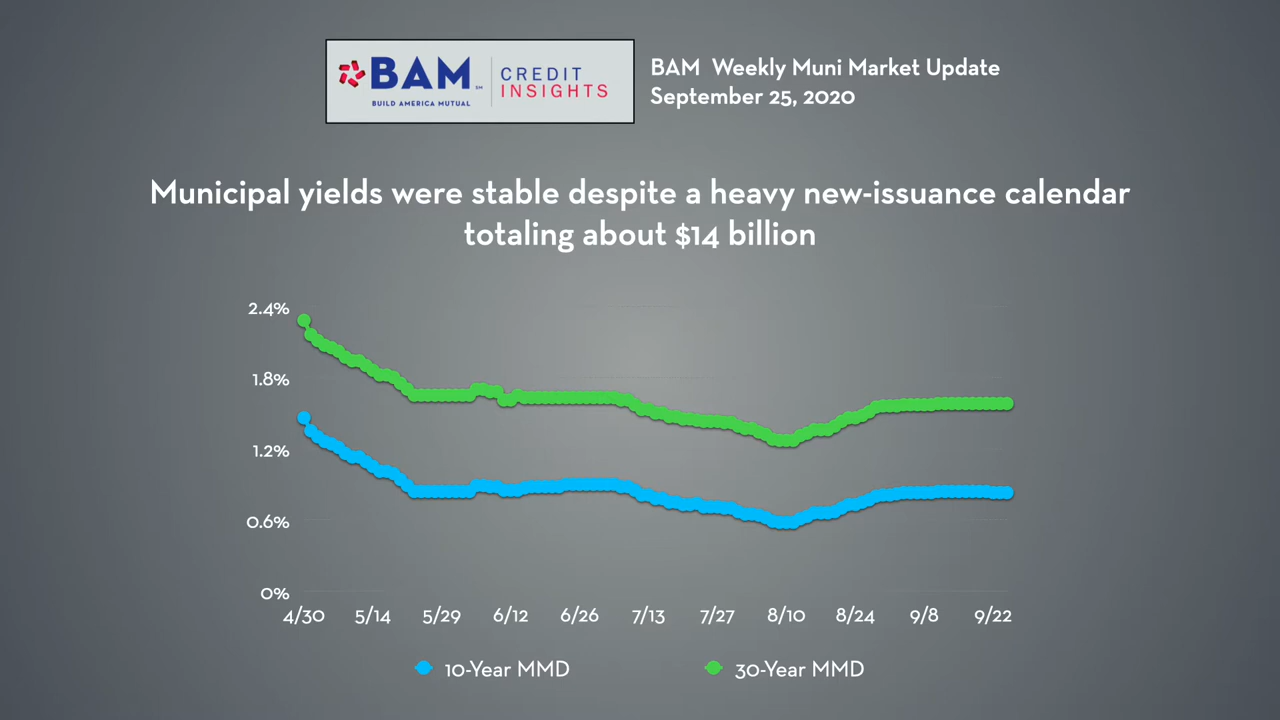 BAM SM
BUILD AMERICA MUTUAL
CREDIT
INSIGHTS
BAM Weekly Muni Market Update
September 25, 2020
Municipal yields were stable despite a heavy new-issuance calendar
totaling about $14 billion
2.4%
1.8%
1.2%
0.6%
0%
4/30 5/14 5/29 6/12 6/26 7/13 7/27 8/10 8/24 9/8 9/22
10-Year MMD 30-Year MMD